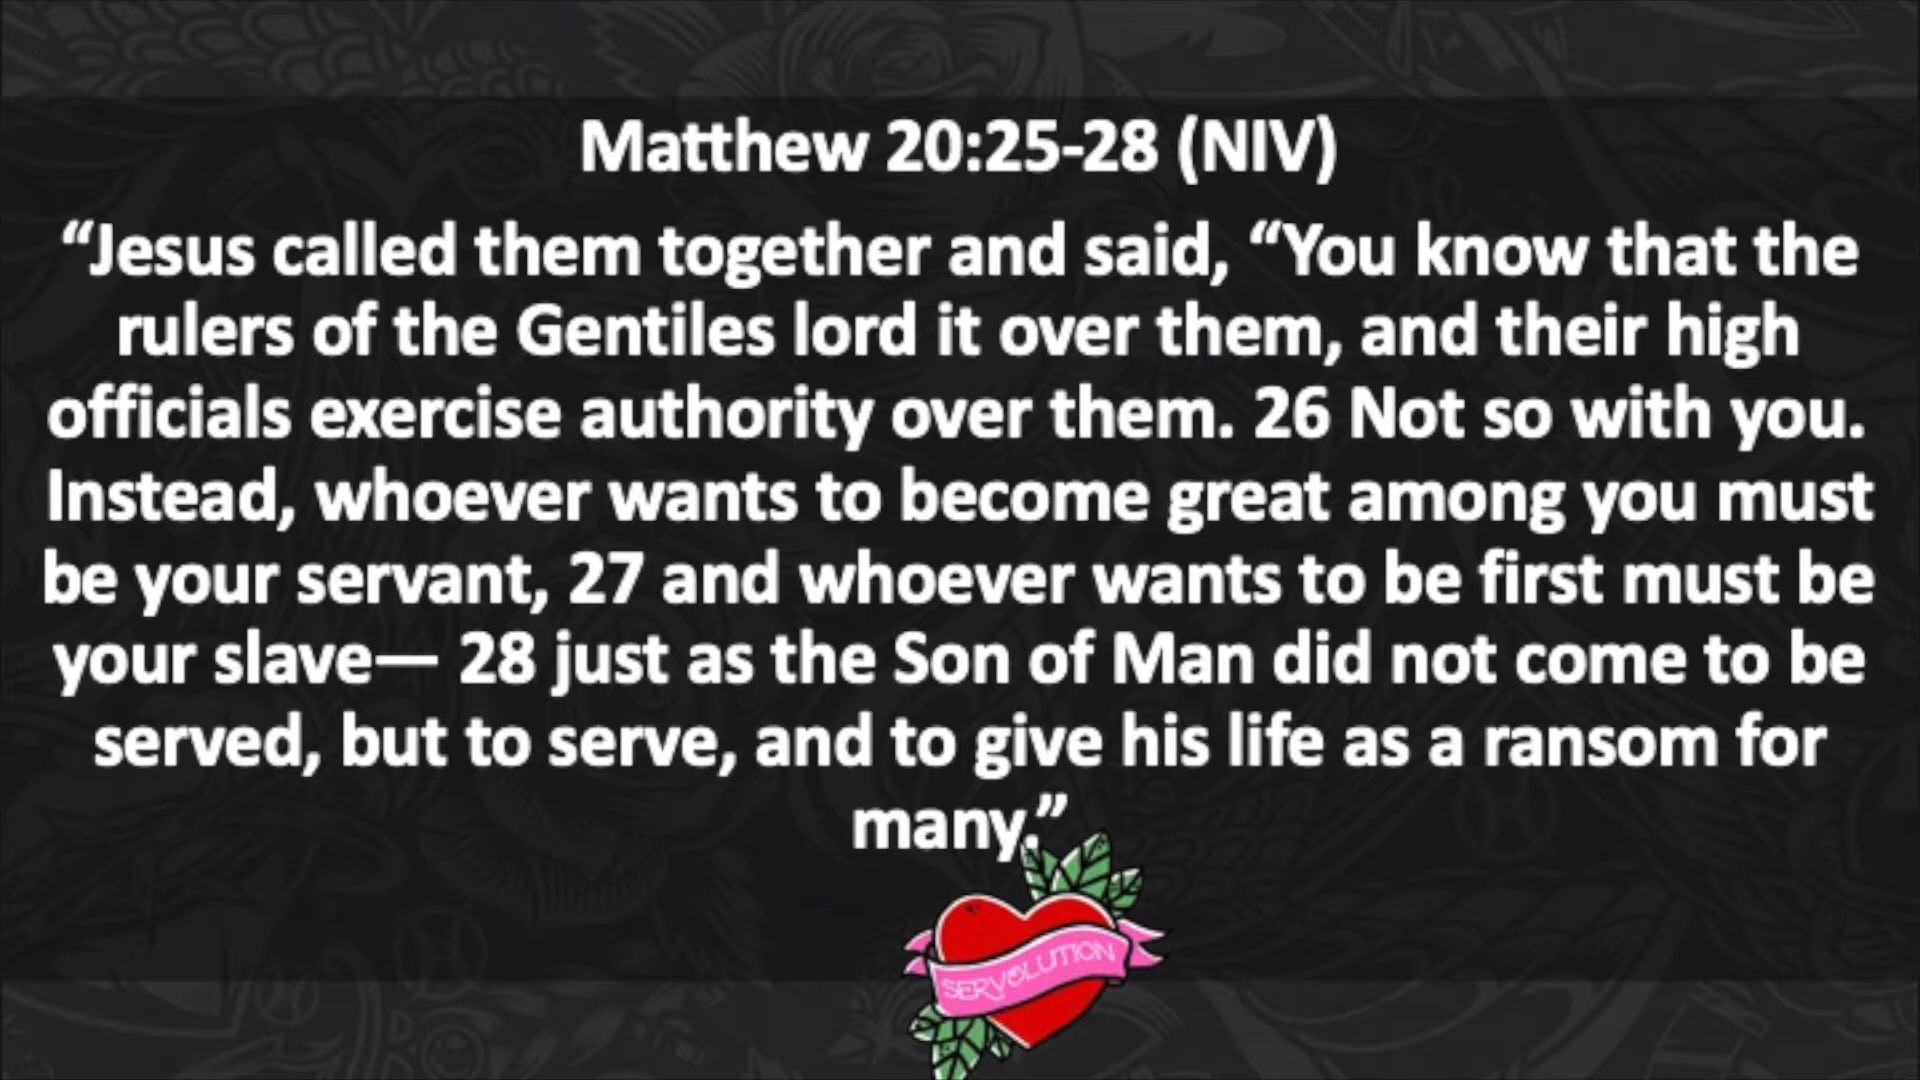 Matthew 20:25-28 (NIV)
“Jesus called them together and said, “You know that the
rulers of the Gentiles lord it over them, and their high
officials exercise authority over them. 26 Not so with you.
Instead, whoever wants to become great among you must
be your servant, 27 and whoever wants to be first must be
your slave— 28 just as the Son of Man did not come to be
served, but to serve, and to give his life as a ransom for
many.”
SERVOLUTION